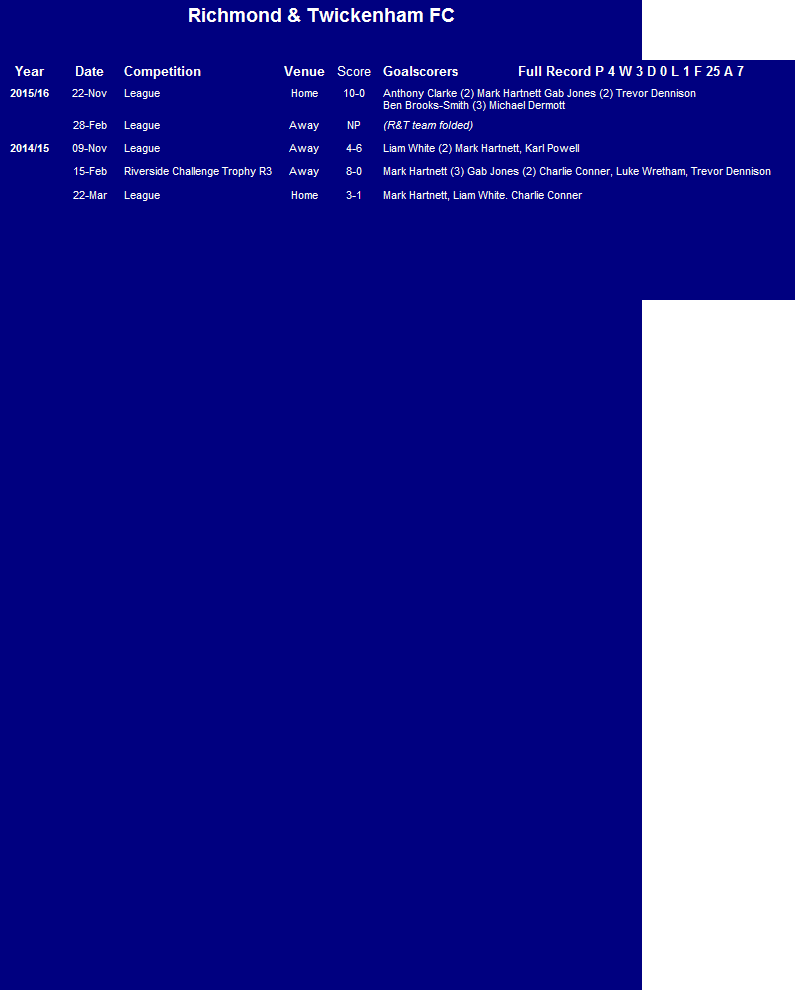 Richmond & Twickenham FC
Year Date Competition Venue Score Goalscorers Full Record P 4 W 3 D 0 L 1 F 25 A 7
2015/16 22-Nov League Home 10-0 Anthony Clarke (2) Mark Hartnett Gab Jones (2) Trevor Dennison
Ben Brooks-Smith (3) Michael Dermott
28-Feb League Away NP (R&T team folded)
2014/15 09-Nov League Away 4-6 Liam White (2) Mark Hartnett, Karl Powell
15-Feb Riverside Challenge Trophy R3 Away 8-0 Mark Hartnett (3) Gab Jones (2) Charlie Conner, Luke Wretham, Trevor Dennison
22-Mar League Home 3-1 Mark Hartnett, Liam White. Charlie Conner